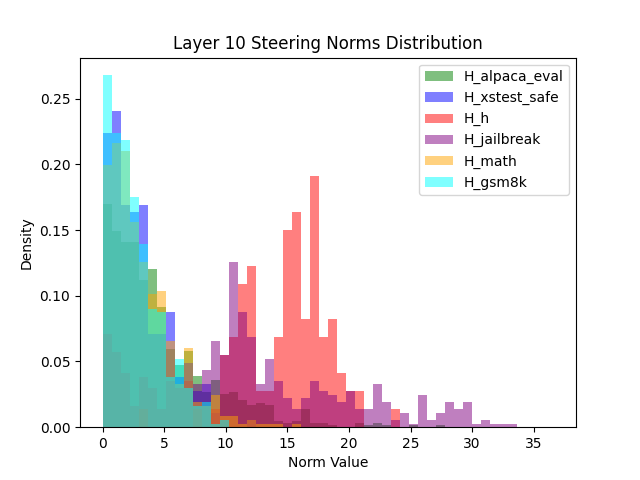 Layer 10 Steering Norms Distribution
H_alpaca_eval
H_xstest_safe
H_h
H_jailbreak
H_math
H_gsm8k
Density
0.25
0.20
0.15
0.10
0.05
0.00
0 5 10 15 20 25 30 35
Norm Value